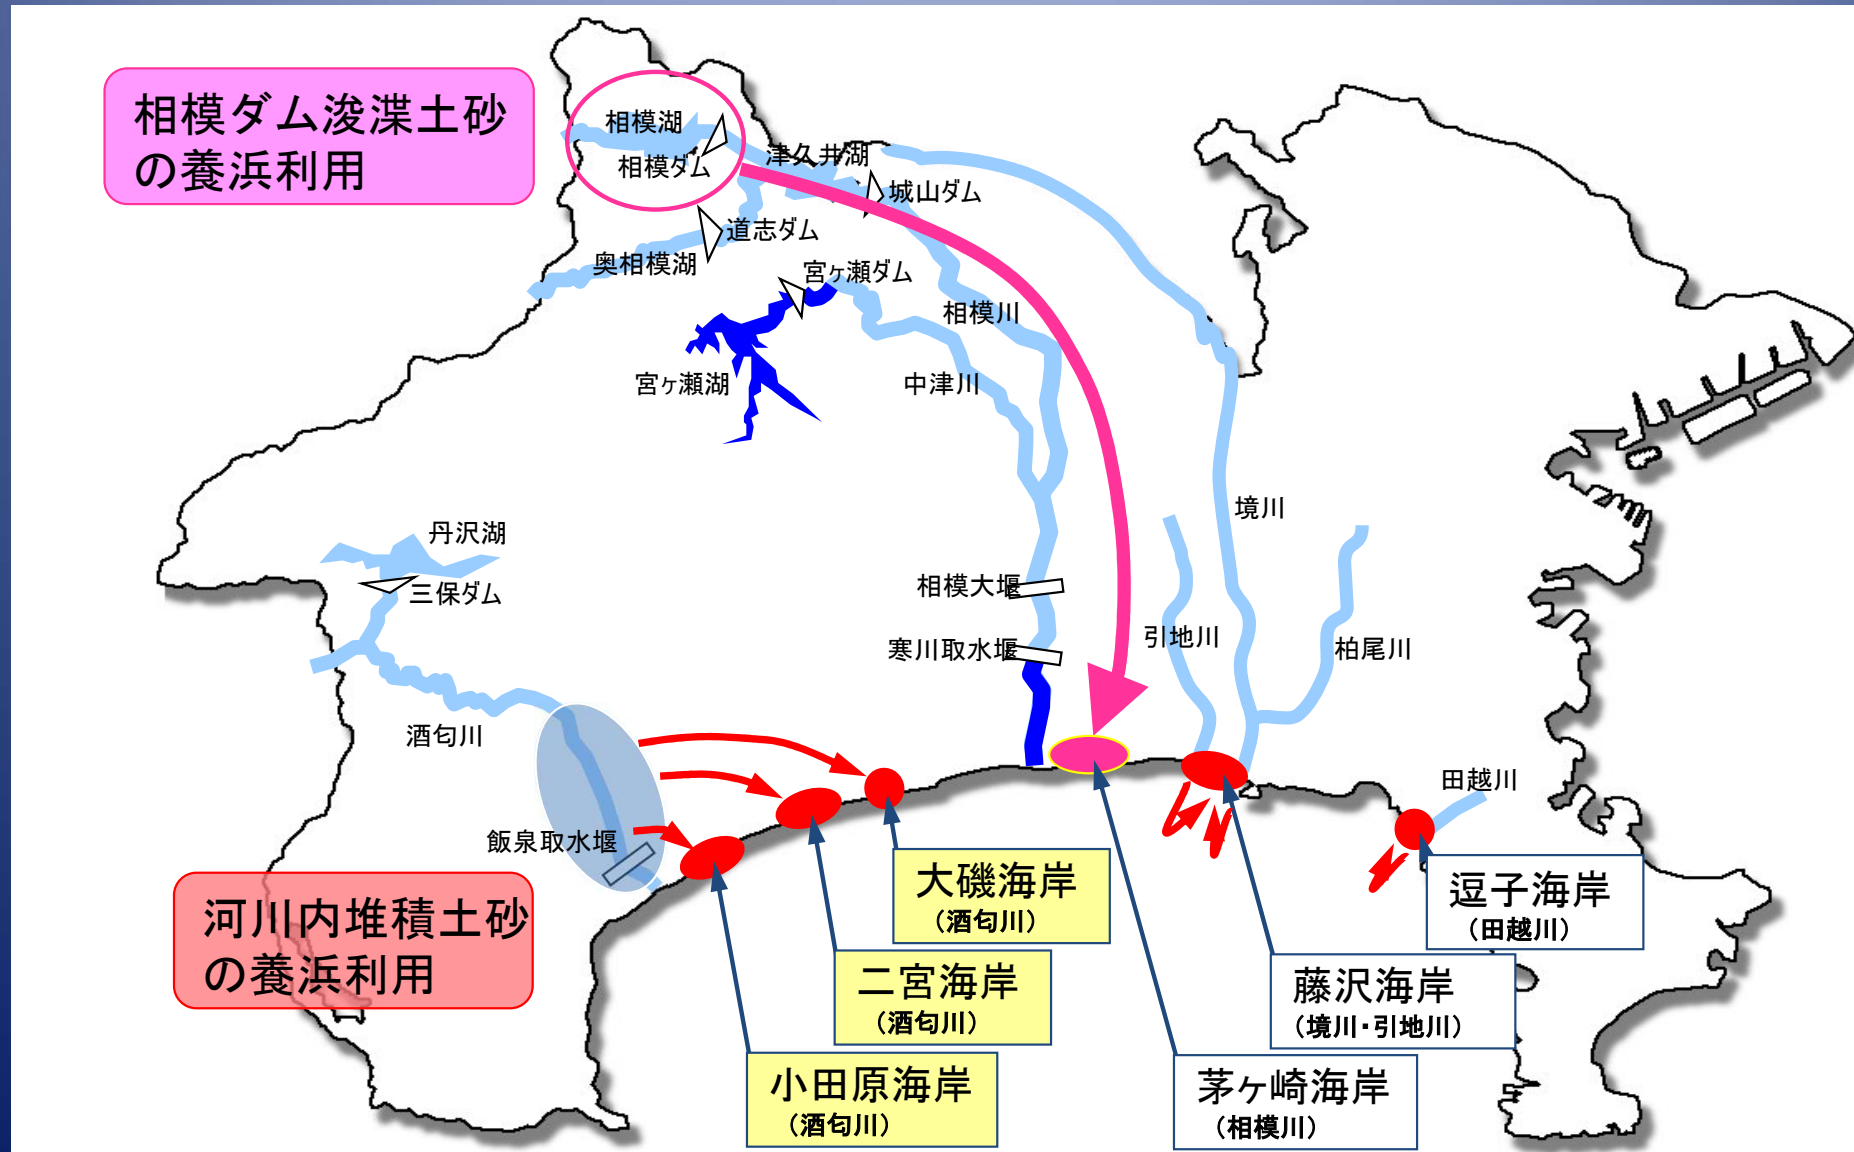 相模ダム浚渫土砂
の養浜利用
相模湖
相模ダム
津久井湖
城山ダム
道志ダム
奥相模湖
宮ヶ瀬ダム
相模川
宮ヶ瀬湖
中津川
境川
丹沢湖
三保ダム
相模大堰
寒川取水堰
引地川
柏尾川
酒匂川
田越川
飯泉取水堰
河川内堆積土砂
の養浜利用
大磯海岸
（酒匂川）
逗子海岸
（田越川）
二宮海岸
（酒匂川）
藤沢海岸
（境川・引地川）
小田原海岸
（酒匂川）
茅ヶ崎海岸
（相模川）